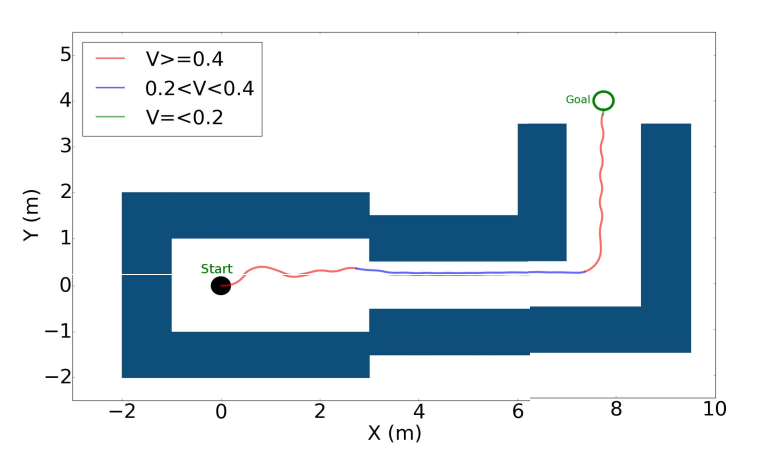 5
V>=0.4
0.2<V<0.4
V=<0.2
4
Goal
3
2
1
Start
0
−1
−2
Y (m)
−2 0 2 4 6 8 10
X (m)